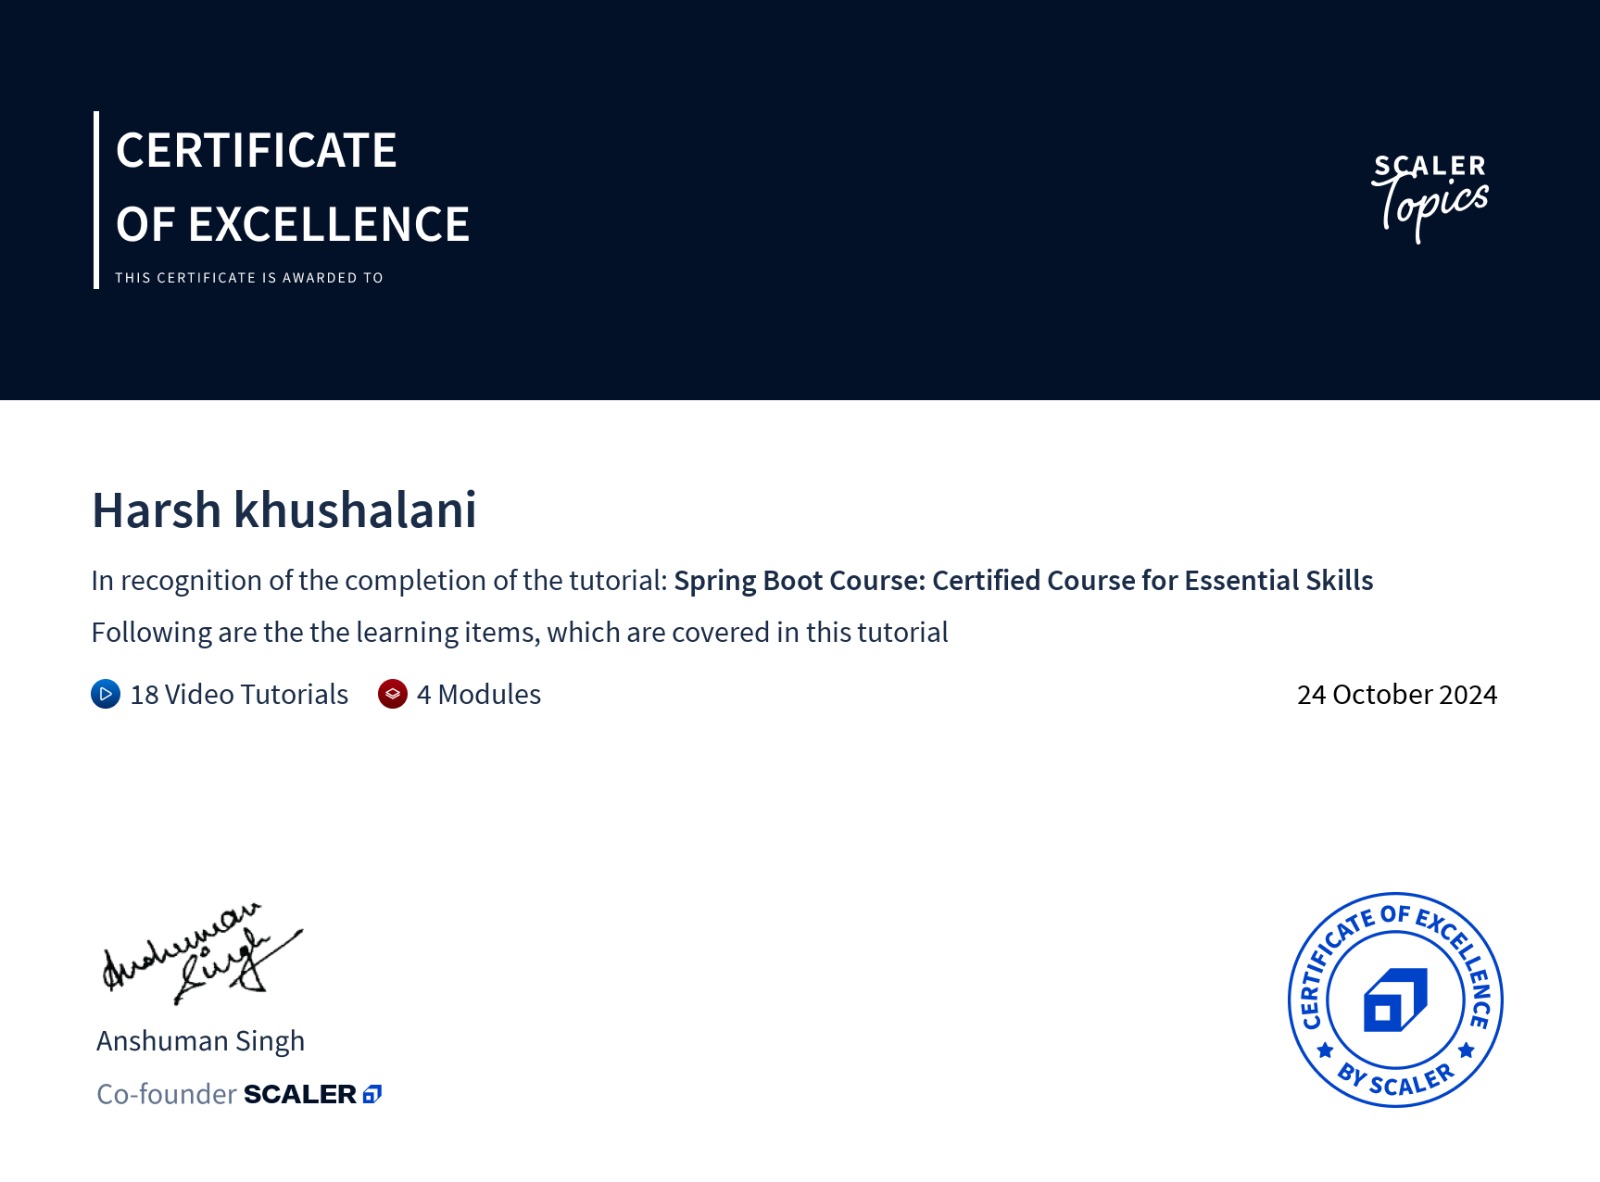 CERTIFICATE
OF EXCELLENCE
THIS CERTIFICATE IS AWARDED TO
SCALER
Topics
Harsh khushalani
In recognition of the completion of the tutorial: Spring Boot Course: Certified Course for Essential Skills
Following are the the learning items, which are covered in this tutorial
18 Video Tutorials 4 Modules
24 October 2024
Anshuman
Singh
Anshuman Singh
Co-founder SCALER
CERTIFICATE OF EXCELLENCE
BY SCALER